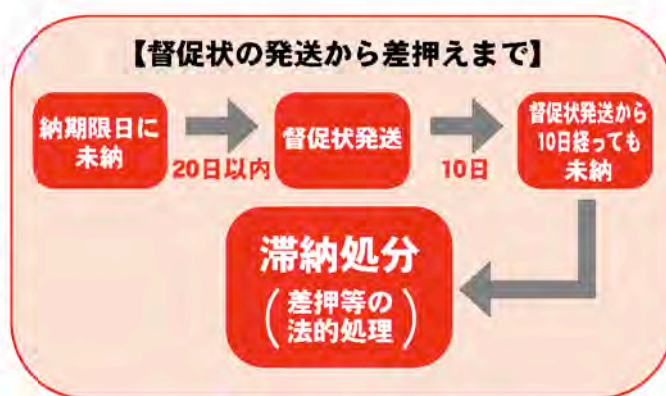 【督促状の発送から差押えまで】
納期限日に
未納
20日以内
督促状発送
10日
督促状発送から
10日経っても
未納
滞納処分
(差押等の
法的処理)